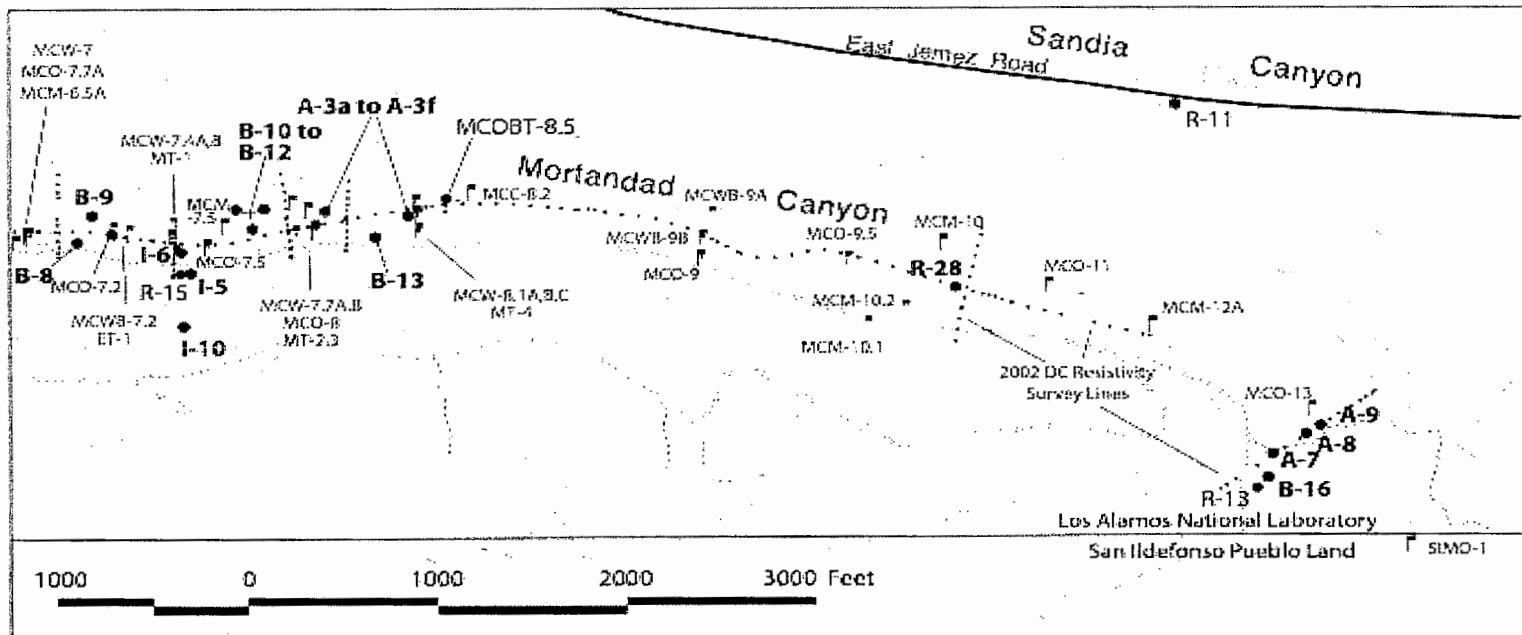 MCW-7
MCO-7.7A
MCM-6.5A
MCW-7.4A,B
MT-1
B-9
MCM
-7.5
B-10 to
B-12
A-3a to A-3f
MCOBT-8.5
MCC-8.2
Mortandad
Canyon
East Jemez Road
Sandia
Canyon
R-11
B-8
MCO-7.2
I-6
R-15
I-5
MCO-7.5
MCWB-7.2
ET-1
I-10
MCW-7.7A,B
MCO-8
MT-2,3
B-13
MCW-8.1A,B,C
MT-4
MCWB-9A
MCWB-9B
MCO-9
MCO-9.5
MCM-10
R-28
MCM-10.2
MCM-10.1
MCO-11
MCM-12A
2002 DC Resistivity
Survey Lines
MCO-13
A-9
A-8
A-7
B-16
R-13
Los Alamos National Laboratory
San Ildefonso Pueblo Land
SIMO-1
1000 0 1000 2000 3000 Feet